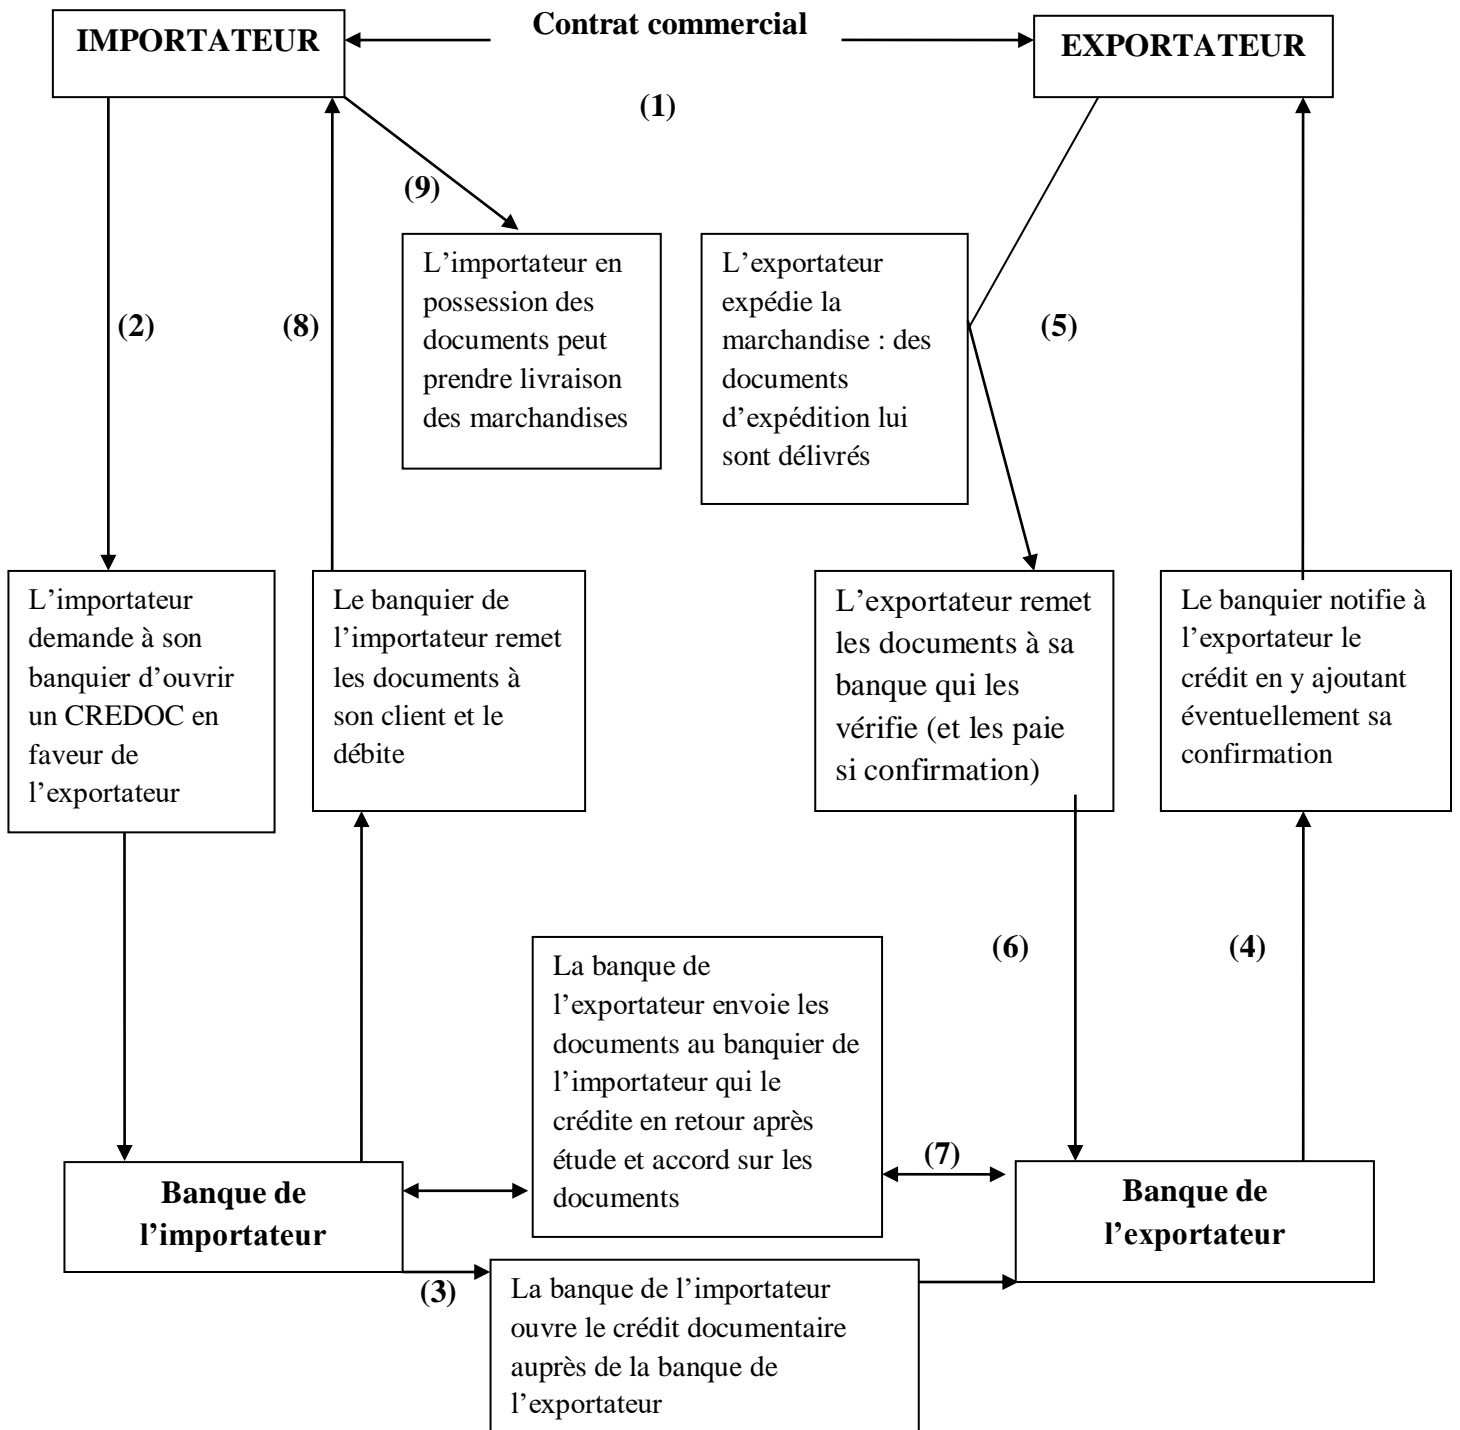 Contrat commercial
IMPORTATEUR
EXPORTATEUR
(1)
(9)
L’importateur en
possession des
documents peut
prendre livraison
des marchandises
L’exportateur
expédie la
marchandise : des
documents
d’expédition lui
sont délivrés
(2)
(8)
(5)
L’importateur
demande à son
banquier d’ouvrir
un CREDOC en
faveur de
l’exportateur
Le banquier de
l’importateur remet
les documents à
son client et le
débite
L’exportateur remet
les documents à sa
banque qui les
vérifie (et les paie
si confirmation)
Le banquier notifie à
l’exportateur le
crédit en y ajoutant
éventuellement sa
confirmation
(6)
(4)
La banque de
l’exportateur envoie les
documents au banquier de
l’importateur qui le
crédite en retour après
étude et accord sur les
documents
(7)
Banque de
l’importateur
Banque de
l’exportateur
(3)
La banque de l’importateur
ouvre le crédit documentaire
auprès de la banque de
l’exportateur